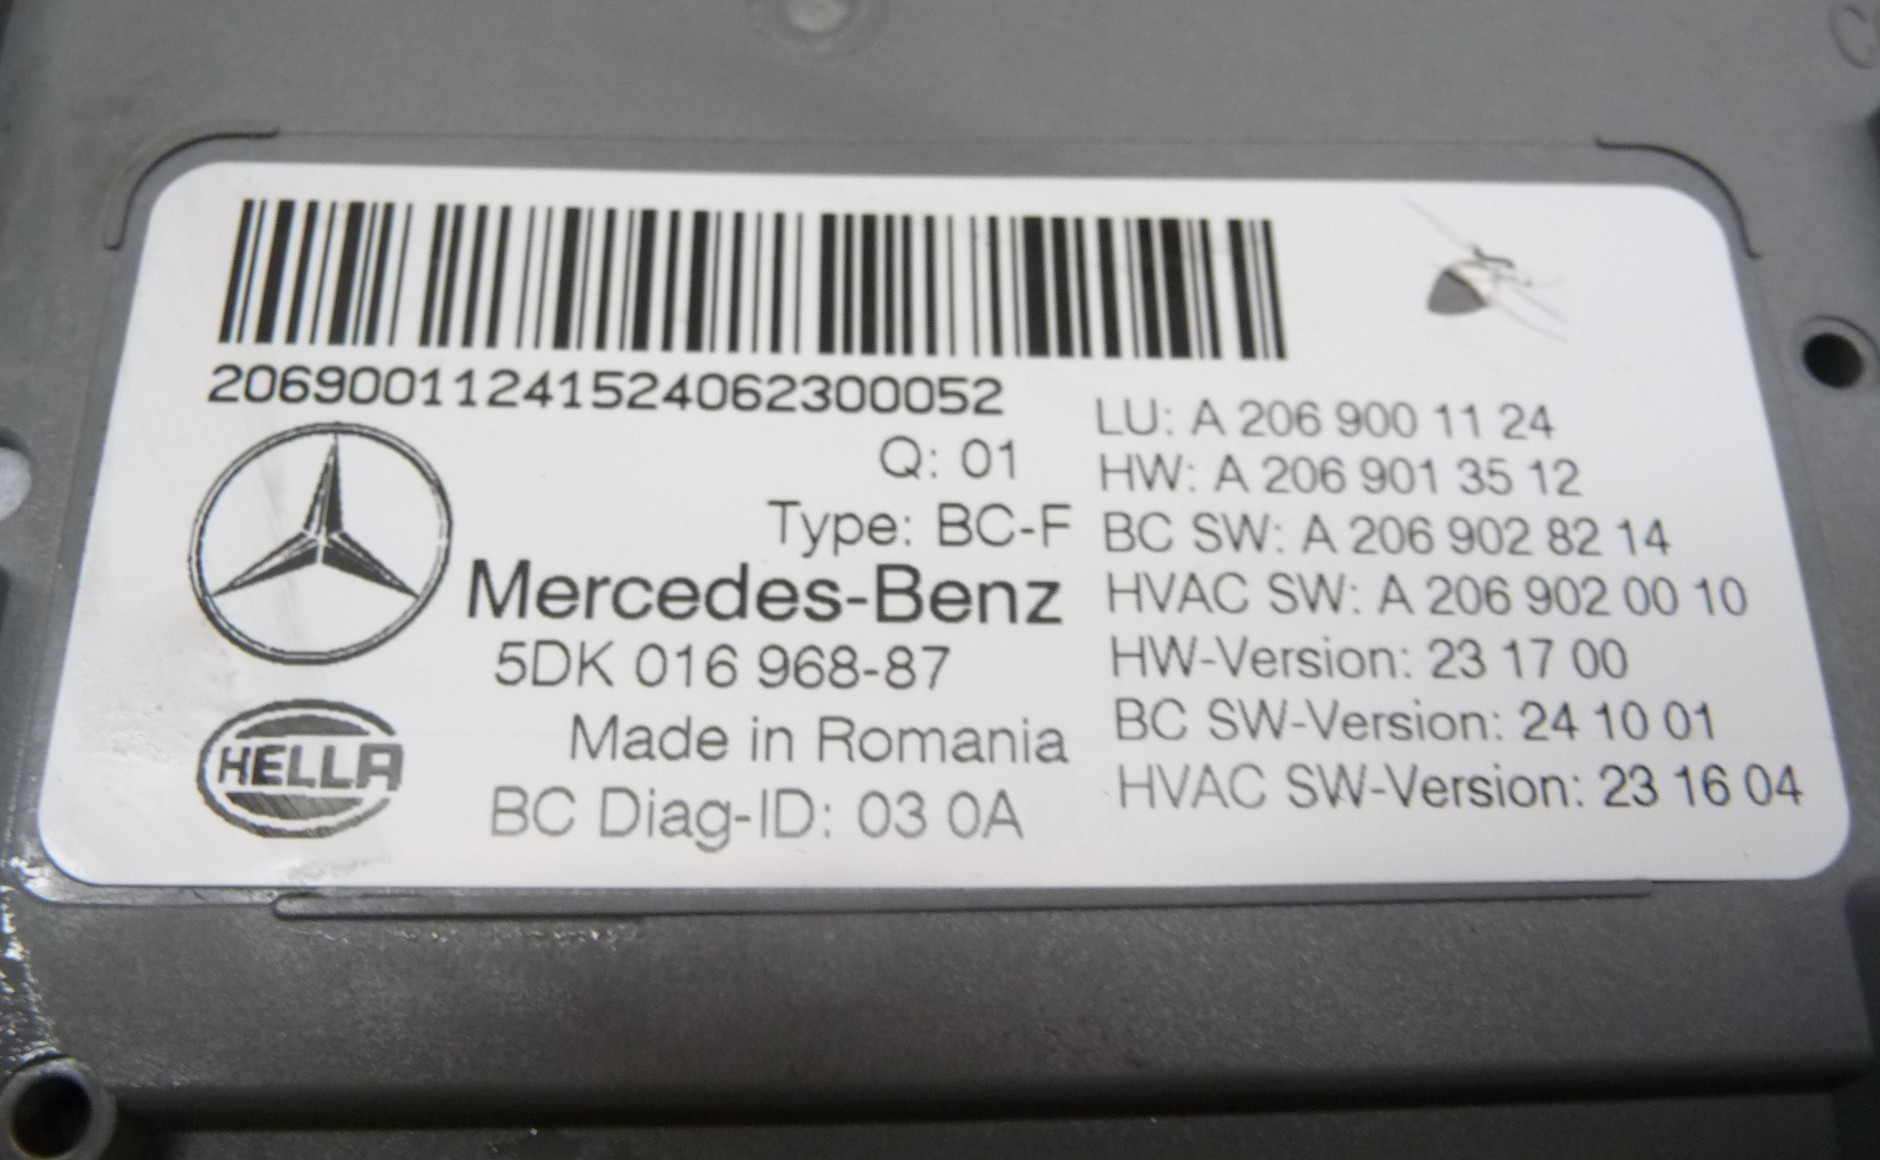 20690011241524062300052
Q: 01
Type: BC-F
Mercedes-Benz
5DK 016 968-87
HELLA
Made in Romania
BC Diag-ID: 03 0A
LU: A 206 900 11 24
HW: A 206 901 35 12
BC SW: A 206 902 82 14
HVAC SW: A 206 902 00 10
HW-Version: 23 17 00
BC SW-Version: 24 10 01
HVAC SW-Version: 23 16 04